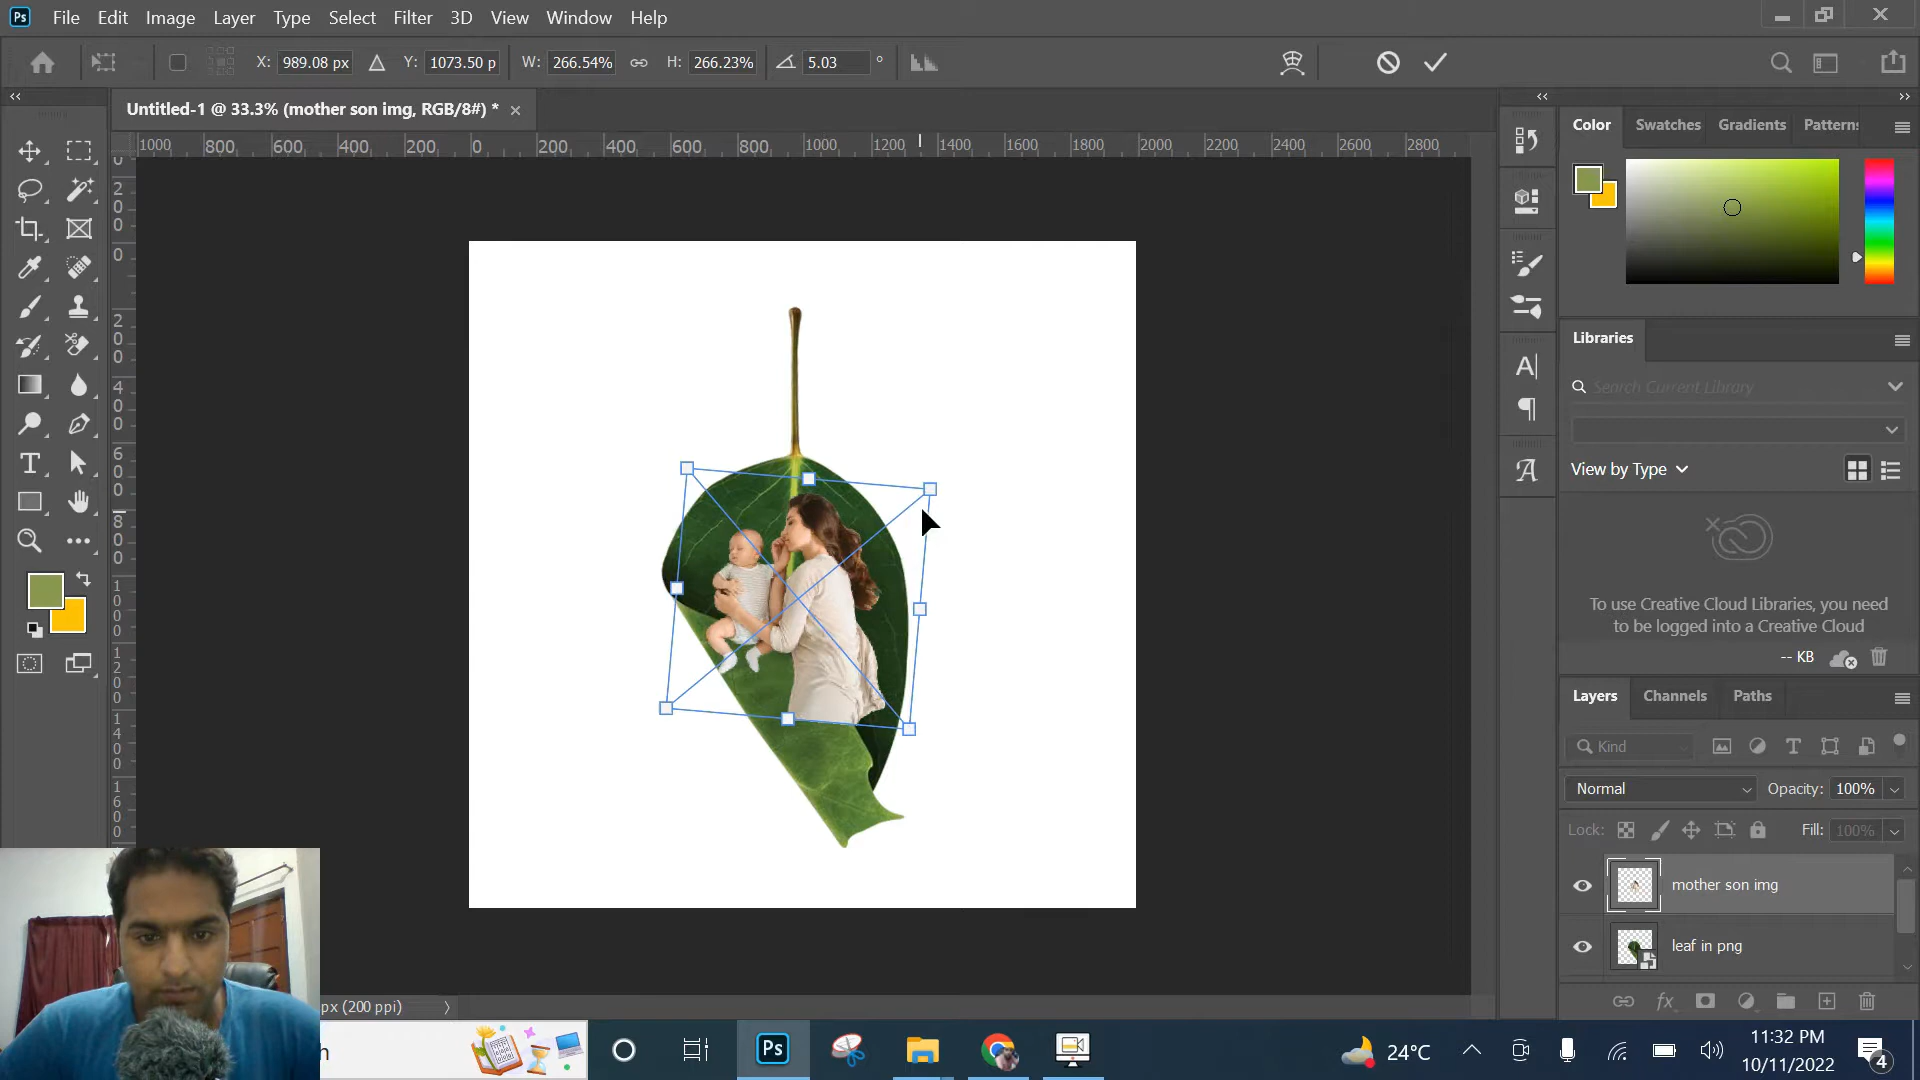 Ps File Edit Image Layer Type Select Filter 3D View Window Help
X: 989.08 px Y: 1073.50 p W: 266.54% H: 266.23% 5.03 °
Untitled-1 @ 33.3% (mother son img, RGB/8#) * ×
1000 800 600 400 200 0 200 400 600 800 1000 1200 1400 1600 1800 2000 2200 2400 2600 2800
0
200
0
200
400
600
800
1000
1200
1400
1600
Color Swatches Gradients Patterns
Libraries
Search Current Library
View by Type
To use Creative Cloud Libraries, you need
to be logged into a Creative Cloud
-- KB
Layers Channels Paths
Kind
Normal Opacity: 100%
Lock: Fill: 100%
mother son img
leaf in png
px (200 ppi)
h
Ps
24°C
11:32 PM
10/11/2022
4